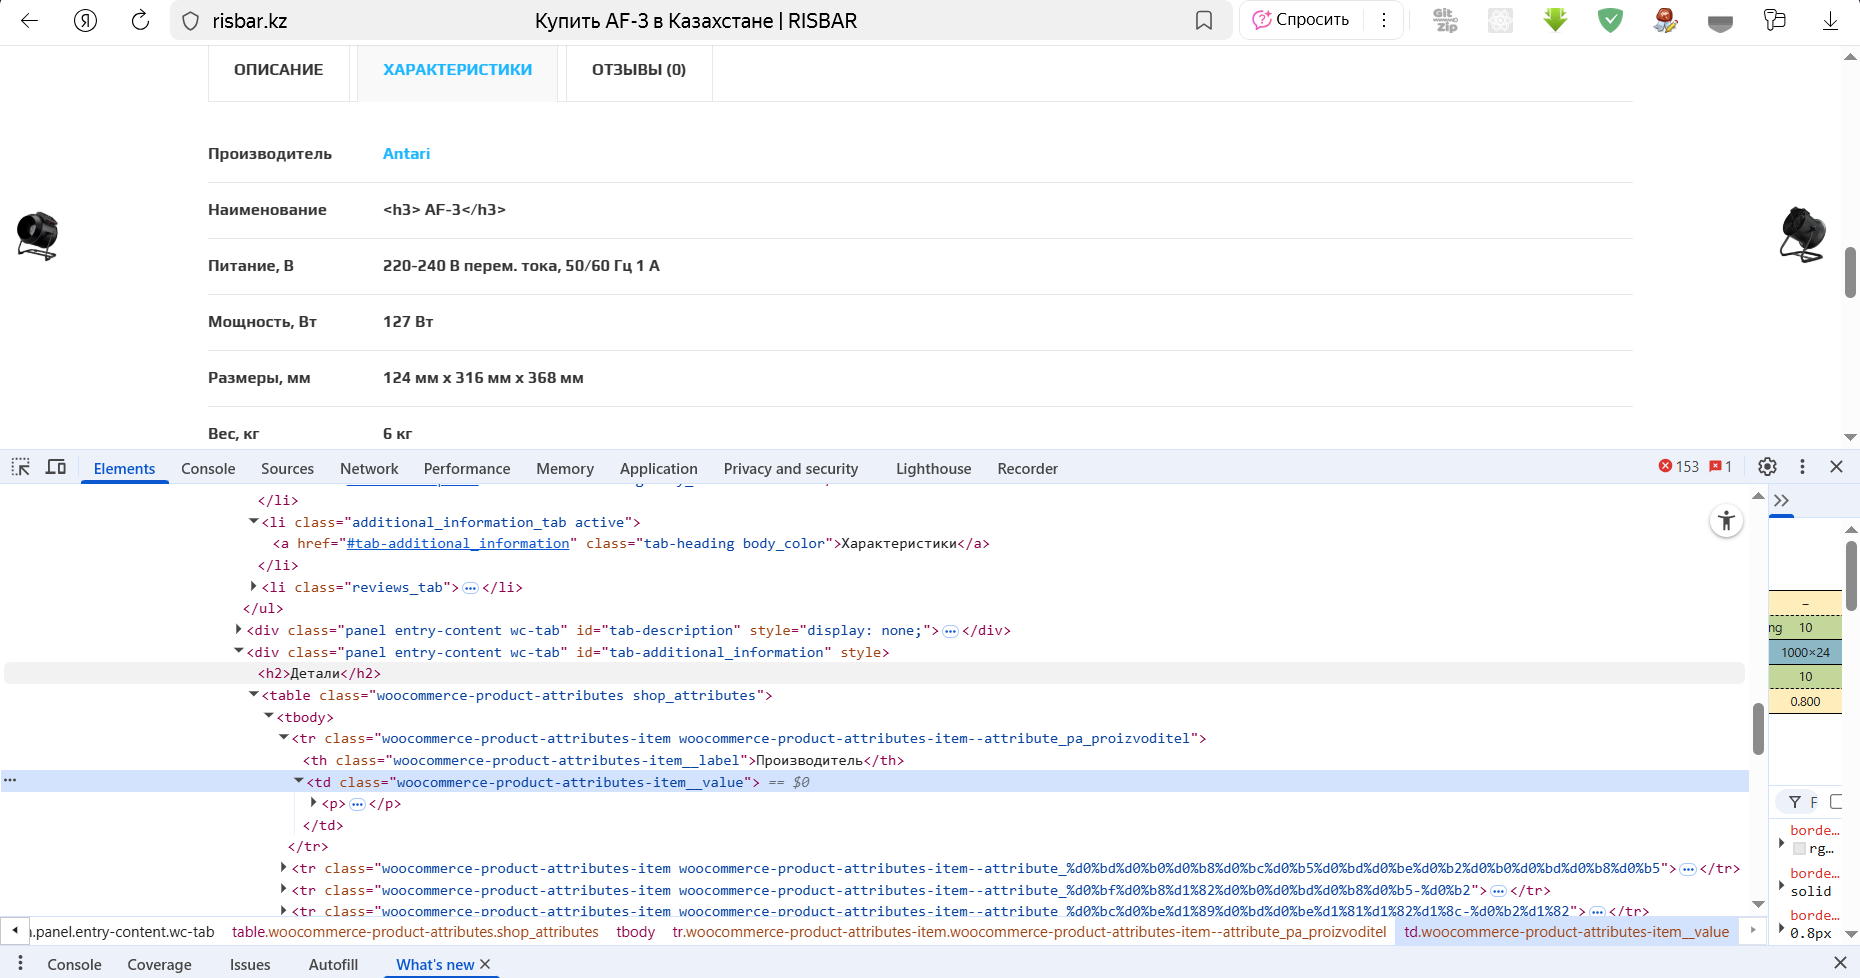 risbar.kz
Купить AF-3 в Казахстане | RISBAR
Спросить
Git
Zip
ОПИСАНИЕ
ХАРАКТЕРИСТИКИ
ОТЗЫВЫ (0)
Производитель Antari
Наименование <h3> AF-3</h3>
Питание, В 220-240 В перем. тока, 50/60 Гц 1 А
Мощность, Вт 127 Вт
Размеры, мм 124 мм x 316 мм x 368 мм
Вес, кг 6 кг
Elements Console Sources Network Performance Memory Application Privacy and security Lighthouse Recorder 153 1
</li>
<li class="additional_information_tab active">
<a href="#tab-additional_information" class="tab-heading body_color">Характеристики</a>
</li>
<li class="reviews_tab">…</li>
</ul>
<div class="panel entry-content wc-tab" id="tab-description" style="display: none;">…</div>
<div class="panel entry-content wc-tab" id="tab-additional_information" style>
<h2>Детали</h2>
<table class="woocommerce-product-attributes shop_attributes">
<tbody>
<tr class="woocommerce-product-attributes-item woocommerce-product-attributes-item--attribute_pa_proizvoditel">
<th class="woocommerce-product-attributes-item__label">Производитель</th>
<td class="woocommerce-product-attributes-item__value"> == $0
<p>…</p>
</td>
</tr>
<tr class="woocommerce-product-attributes-item woocommerce-product-attributes-item--attribute_%d0%bd%d0%b0%d0%b8%d0%bc%d0%b5%d0%bd%d0%be%d0%b2%d0%b0%d0%bd%d0%b8%d0%b5">…</tr>
<tr class="woocommerce-product-attributes-item woocommerce-product-attributes-item--attribute_%d0%bf%d0%b8%d1%82%d0%b0%d0%bd%d0%b8%d0%b5-%d0%b2">…</tr>
<tr class="woocommerce-product-attributes-item woocommerce-product-attributes-item--attribute_%d0%bc%d0%be%d1%89%d0%bd%d0%be%d1%81%d1%82%d1%8c-%d0%b2%d1%82">…</tr>
–
ng 10
1000×24
10
0.800
F
borde…
rg…
borde…
solid
borde…
0.8px
.panel.entry-content.wc-tab table.woocommerce-product-attributes.shop_attributes tbody tr.woocommerce-product-attributes-item.woocommerce-product-attributes-item--attribute_pa_proizvoditel td.woocommerce-product-attributes-item__value
Console Coverage Issues Autofill What's new